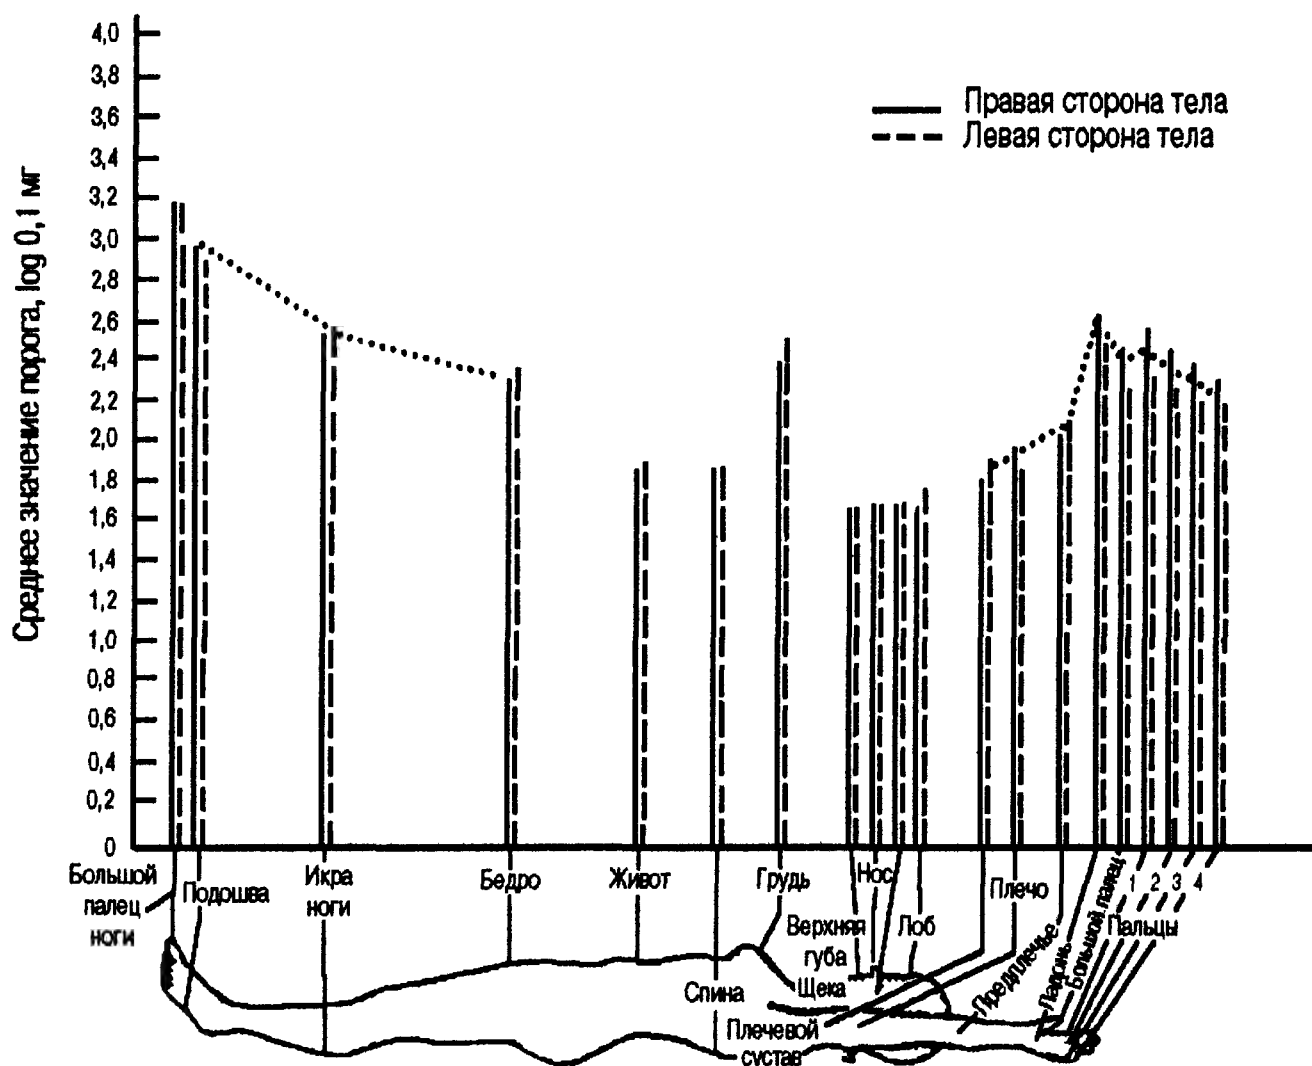 Среднее значение порога, log 0,1 мг
4,0
3,8
3,6
3,4
3,2
3,0
2,8
2,6
2,4
2,2
2,0
1,8
1,6
1,4
1,2
1,0
0,8
0,6
0,4
0,2
0
Правая сторона тела
Левая сторона тела
Большой
палец
ноги
Подошва
Икра
ноги
Бедро
Живот
Спина
Грудь
Верхняя
губа
Щека
Нос
Лоб
Плечевой
сустав
Плечо
Предплечье
Ладонь
Большой палец
1 2 3 4
Пальцы